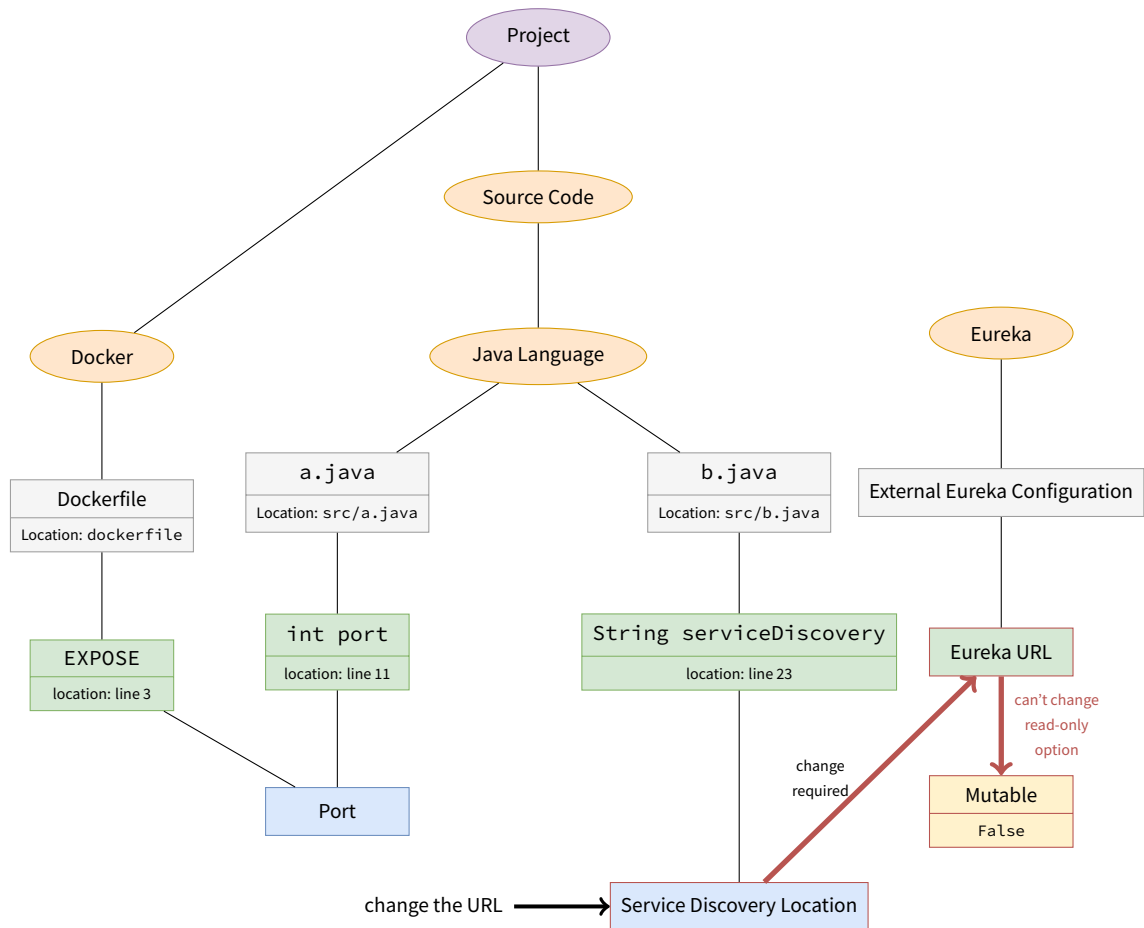 Project
Source Code
Eureka
Docker
Java Language
a.java
Location: src/a.java
b.java
Location: src/b.java
External Eureka Configuration
Dockerfile
Location: dockerfile
int port
location: line 11
String serviceDiscovery
location: line 23
Eureka URL
EXPOSE
location: line 3
can't change
read-only
option
change
required
Port
Mutable
False
change the URL
Service Discovery Location